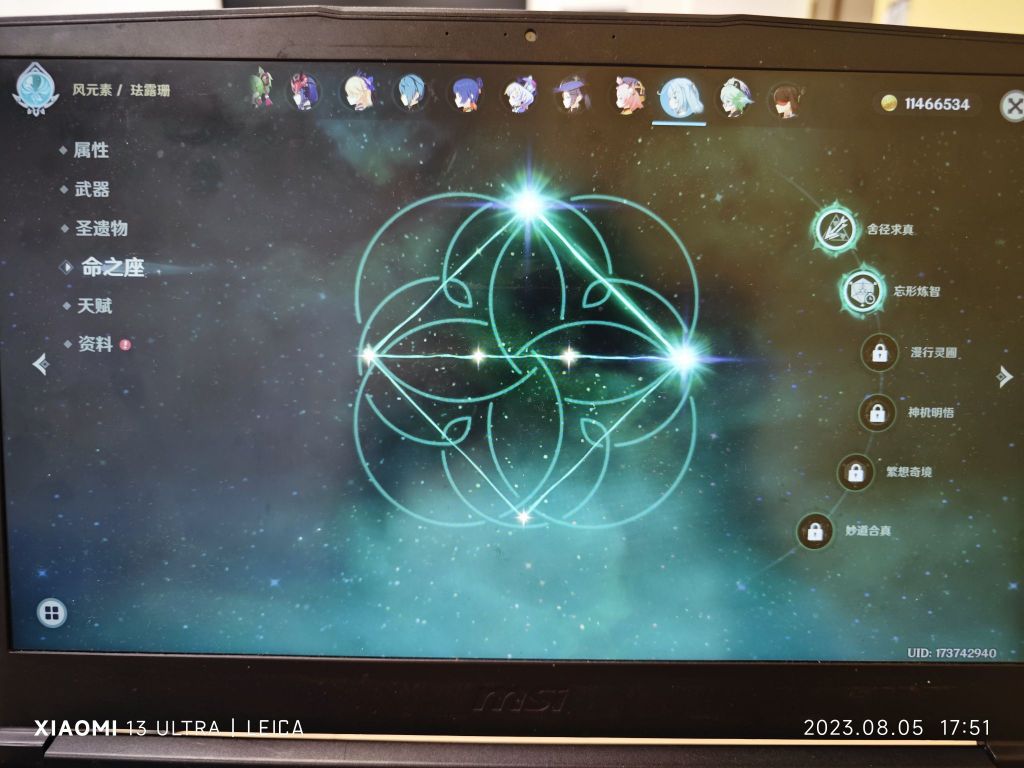 风元素 / 珐露珊
11466534
属性
武器
圣遗物
命之座
天赋
资料
舍径求真
忘形炼智
漫行灵圃
神机明悟
繁想奇境
妙道合真
UID: 173742940
msi
XIAOMI 13 ULTRA | LEICA
2023.08.05 17:51